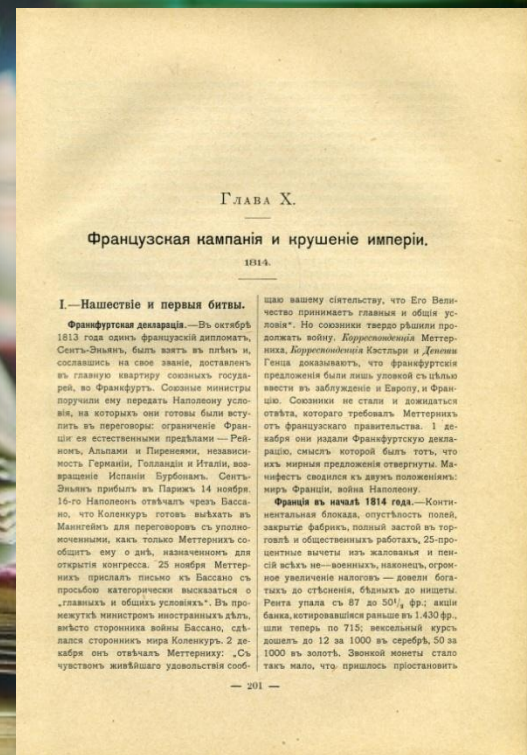 Глава X.
Французская кампанія и крушеніе имперіи.
1814.
I.—Нашествіе и первыя битвы.
Франкфуртская декларація.—Въ октябрѣ
1813 года одинъ французскій дипломатъ,
Сентъ-Эньянъ, былъ взятъ въ плѣнъ и,
сославшись на свое званіе, доставленъ
въ главную квартиру союзныхъ госуда-
рей, во Франкфуртъ. Союзные министры
поручили ему передать Наполеону усло-
вія, на которыхъ они готовы были всту-
пить въ переговоры: ограниченіе Фран-
ціи ея естественными предѣлами — Рей-
номъ, Альпами и Пиренеями, независи-
мость Германіи, Голландіи и Италіи, воз-
вращеніе Испаніи Бурбонамъ. Сентъ-
Эньянъ прибылъ въ Парижъ 14 ноября.
16-го Наполеонъ отвѣчалъ чрезъ Басса-
но, что Коленкуръ готовъ выѣхать въ
Маннгеймъ для переговоровъ съ уполно-
моченными, какъ только Меттернихъ со-
общитъ ему о днѣ, назначенномъ для
открытія конгресса. 25 ноября Меттер-
нихъ прислалъ письмо къ Бассано съ
просьбою категорически высказаться о
„главныхъ и общихъ условіяхъ“. Въ про-
межуткѣ министромъ иностранныхъ дѣлъ,
вмѣсто сторонника войны Бассано, сдѣ-
лался сторонникъ мира Коленкуръ. 2 де-
кабря онъ отвѣчалъ Меттерниху: „Съ
чувствомъ живѣйшаго удовольствія сооб-
щаю вашему сіятельству, что Его Вели-
чество принимаетъ главныя и общія ус-
ловія“. Но союзники твердо рѣшили про-
должать войну. Корреспонденція Меттер-
ниха, Корреспонденція Кэстльри и Депеши
Генца доказываютъ, что франкфуртскія
предложенія были лишь уловкой съ цѣлью
ввести въ заблужденіе и Европу, и Фран-
цію. Союзники не стали и дожидаться
отвѣта, котораго требовалъ Меттернихъ
отъ французскаго правительства. 1 де-
кабря они издали Франкфуртскую декла-
рацію, смыслъ которой былъ тотъ, что
ихъ мирныя предложенія отвергнуты. Ма-
нифестъ сводился къ двумъ положеніямъ:
миръ Франціи, война Наполеону.
Франція въ началѣ 1814 года.—Конти-
нентальная блокада, опустѣлость полей,
закрытіе фабрикъ, полный застой въ тор-
говлѣ и общественныхъ работахъ, 25-про-
центные вычеты изъ жалованья и пен-
сій всѣхъ не—военныхъ, наконецъ, огром-
ное увеличеніе налоговъ — довели бога-
тыхъ до стѣсненія, бѣдныхъ до нищеты.
Рента упала съ 87 до 50¹/₂ фр.; акціи
банка, котировавшіяся раньше въ 1.430 фр.,
шли теперь по 715; вексельный курсъ
дошелъ до 12 за 1000 въ серебрѣ, 50 за
1000 въ золотѣ. Звонкой монеты стало
такъ мало, что пришлось пріостановить
— 201 —